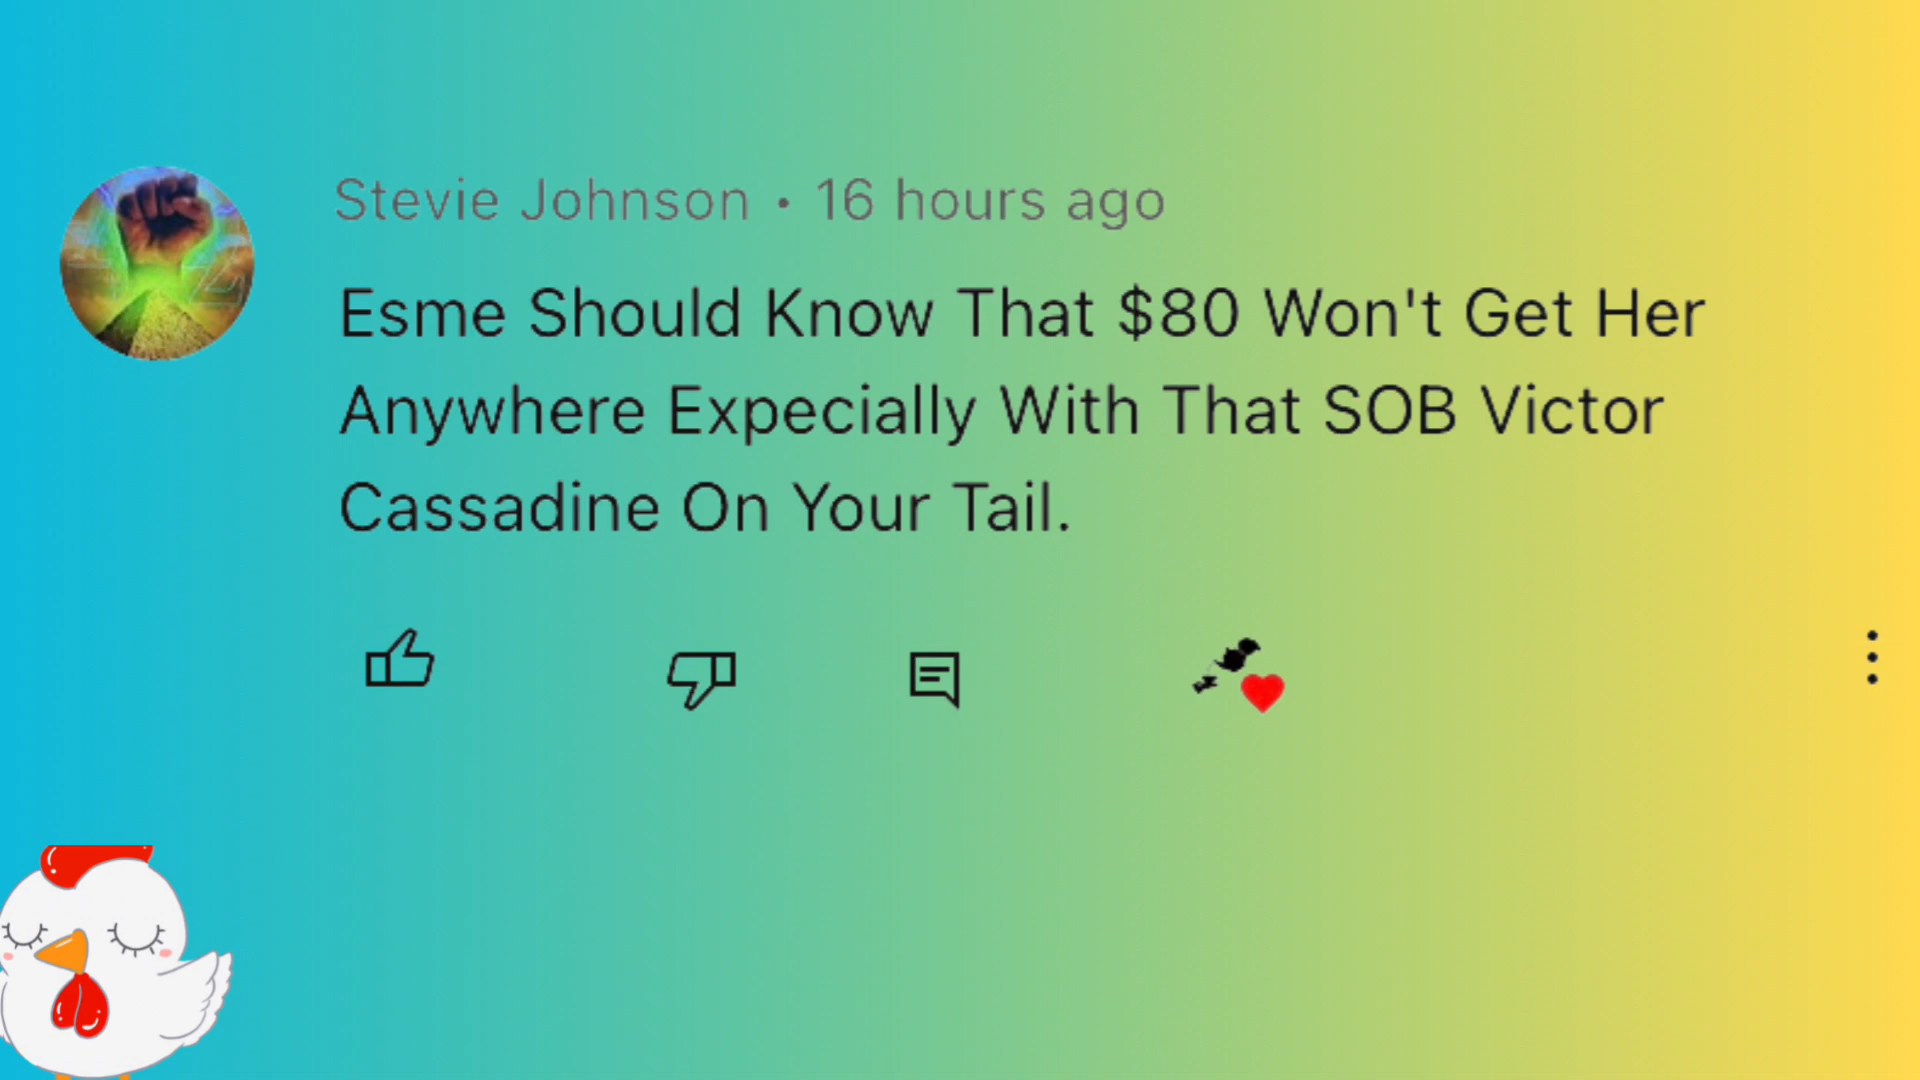 Stevie Johnson • 16 hours ago
Esme Should Know That $80 Won't Get Her
Anywhere Expecially With That SOB Victor
Cassadine On Your Tail.